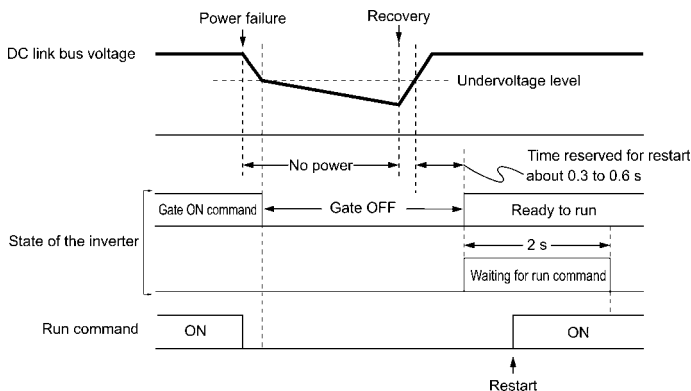 Power failure
Recovery
DC link bus voltage
Undervoltage level
No power
Time reserved for restart
about 0.3 to 0.6 s
Gate ON command
Gate OFF
Ready to run
State of the inverter
2 s
Waiting for run command
Run command
ON
ON
Restart